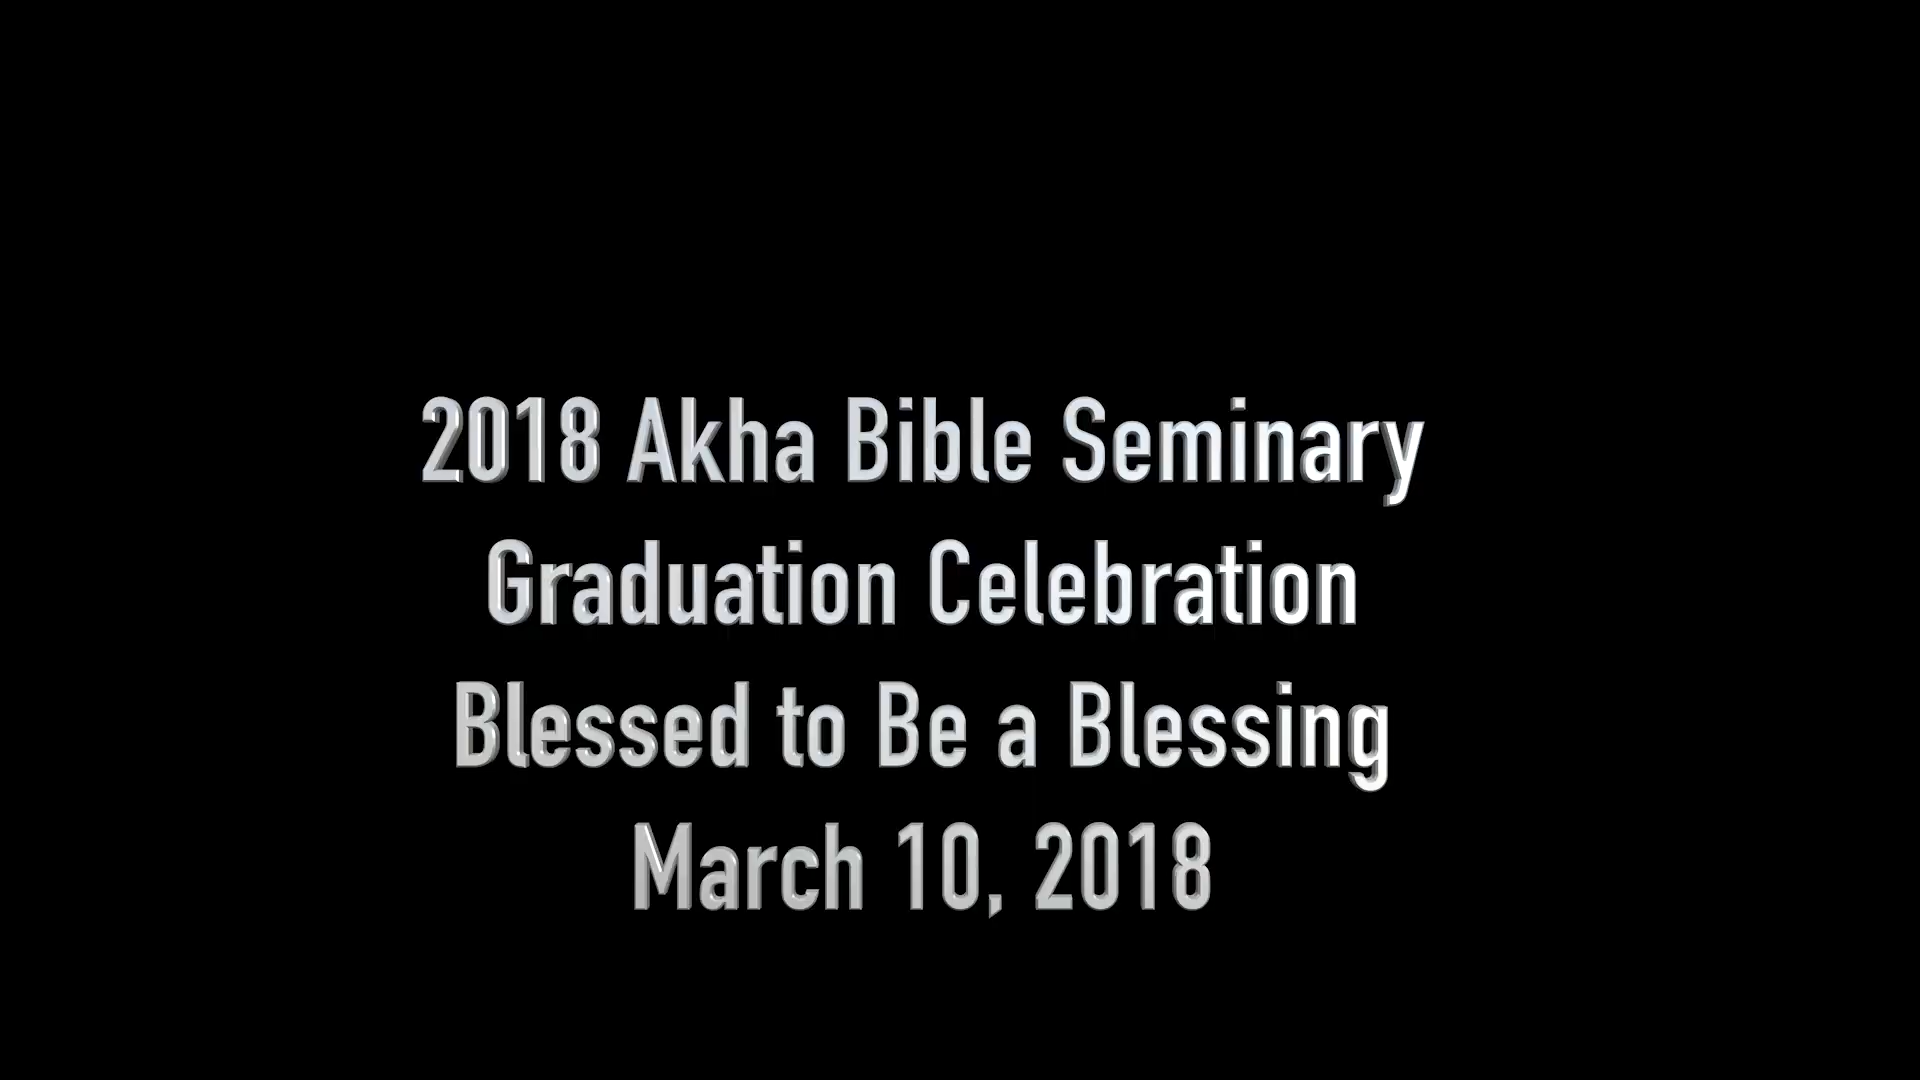 2018 Akha Bible Seminary
Graduation Celebration
Blessed to Be a Blessing
March 10, 2018